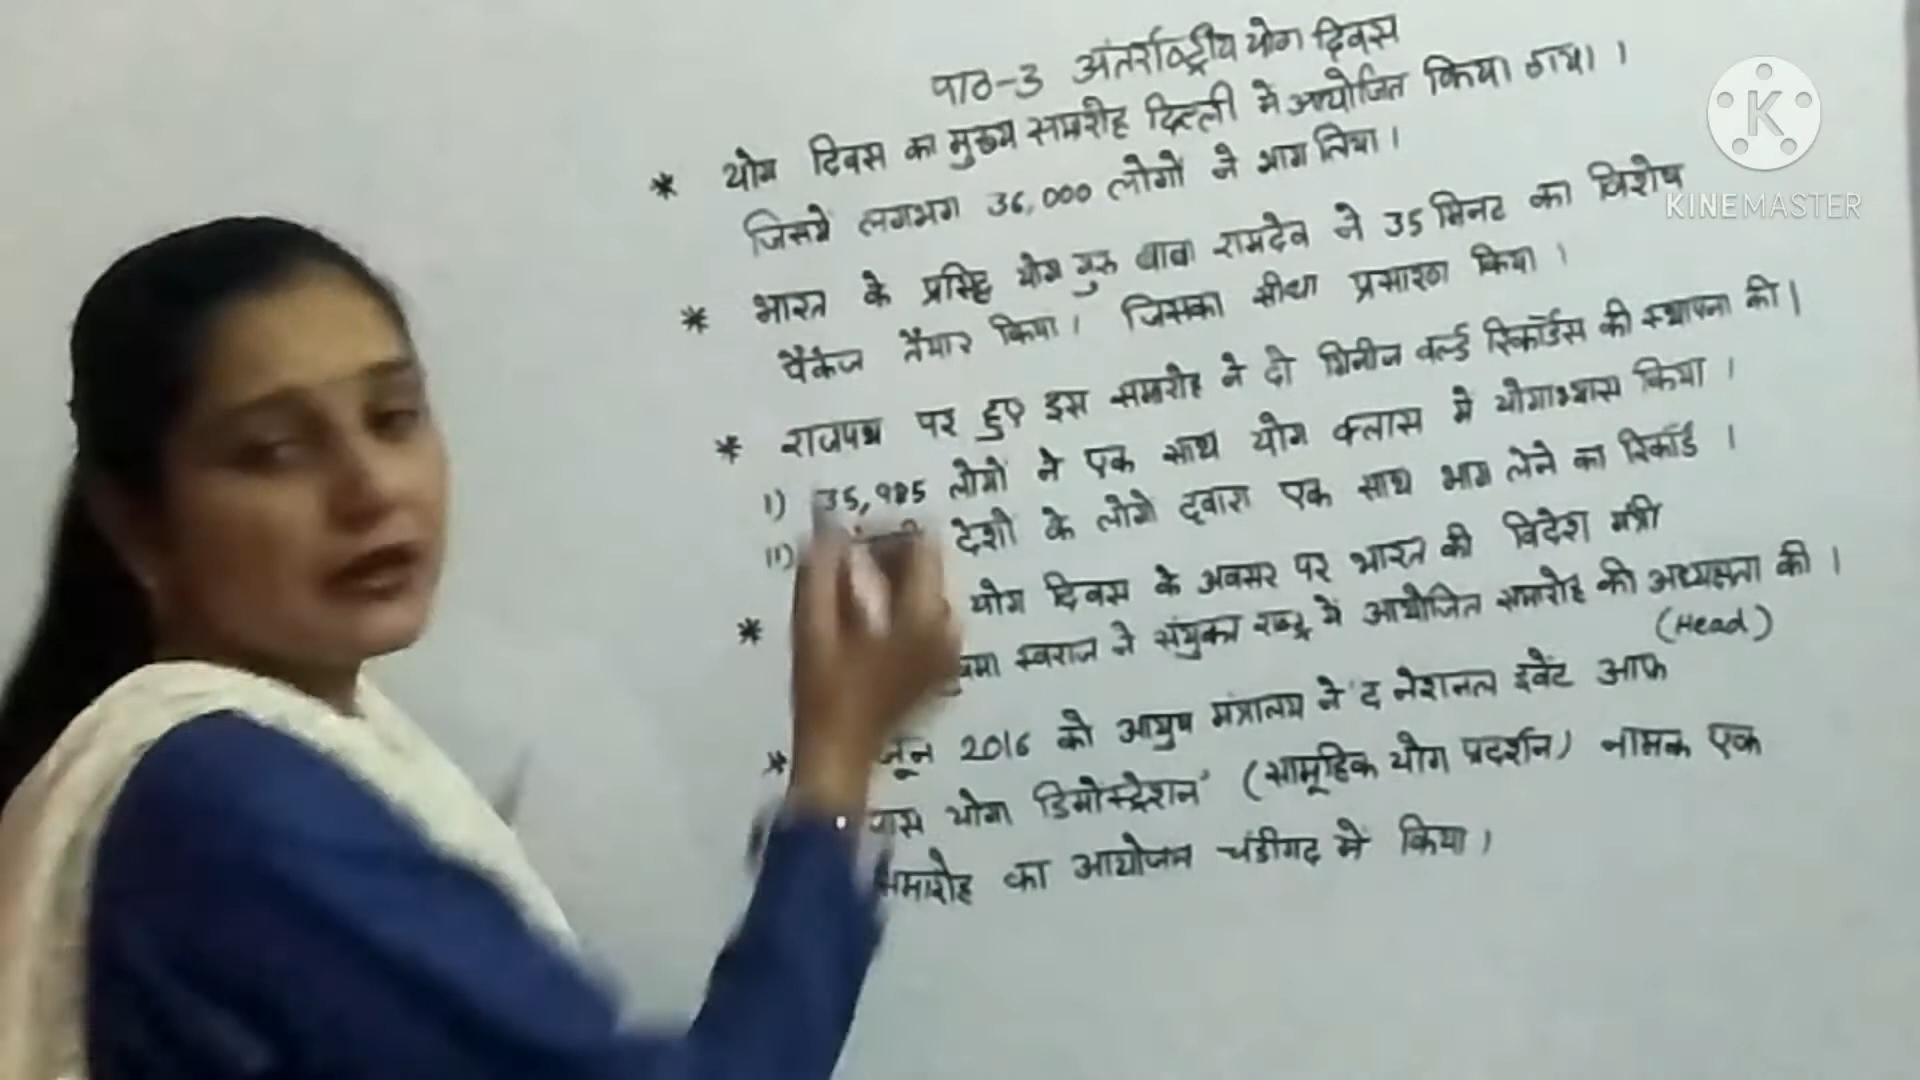 पाठ-3 अंतर्राष्ट्रीय योग दिवस
* योग दिवस का मुख्य समारोह दिल्ली में आयोजित किया गया।
जिसमें लगभग 36,000 लोगों ने भाग लिया।
* भारत के प्रसिद्ध योग गुरु बाबा रामदेव ने 35 मिनट का विशेष
पैकेज तैयार किया। जिसका सीधा प्रसारण किया।
* राजपथ पर हुए इस समारोह ने दो गिनीज वर्ल्ड रिकॉर्डस की स्थापना की।
I) 35,985 लोगों ने एक साथ योग क्लास में योगाभ्यास किया।
II) देशों के लोगों द्वारा एक साथ भाग लेने का रिकॉर्ड।
* योग दिवस के अवसर पर भारत की विदेश मंत्री
स्वराज ने संयुक्त राष्ट्र में आयोजित समारोह की अध्यक्षता की।
(Head)
* जून 2016 को आयुष मंत्रालय ने 'द नेशनल इवेंट आफ
मास योगा डिमोंस्ट्रेशन' (सामूहिक योग प्रदर्शन) नामक एक
समारोह का आयोजन चंडीगढ़ में किया।
K
KINEMASTER